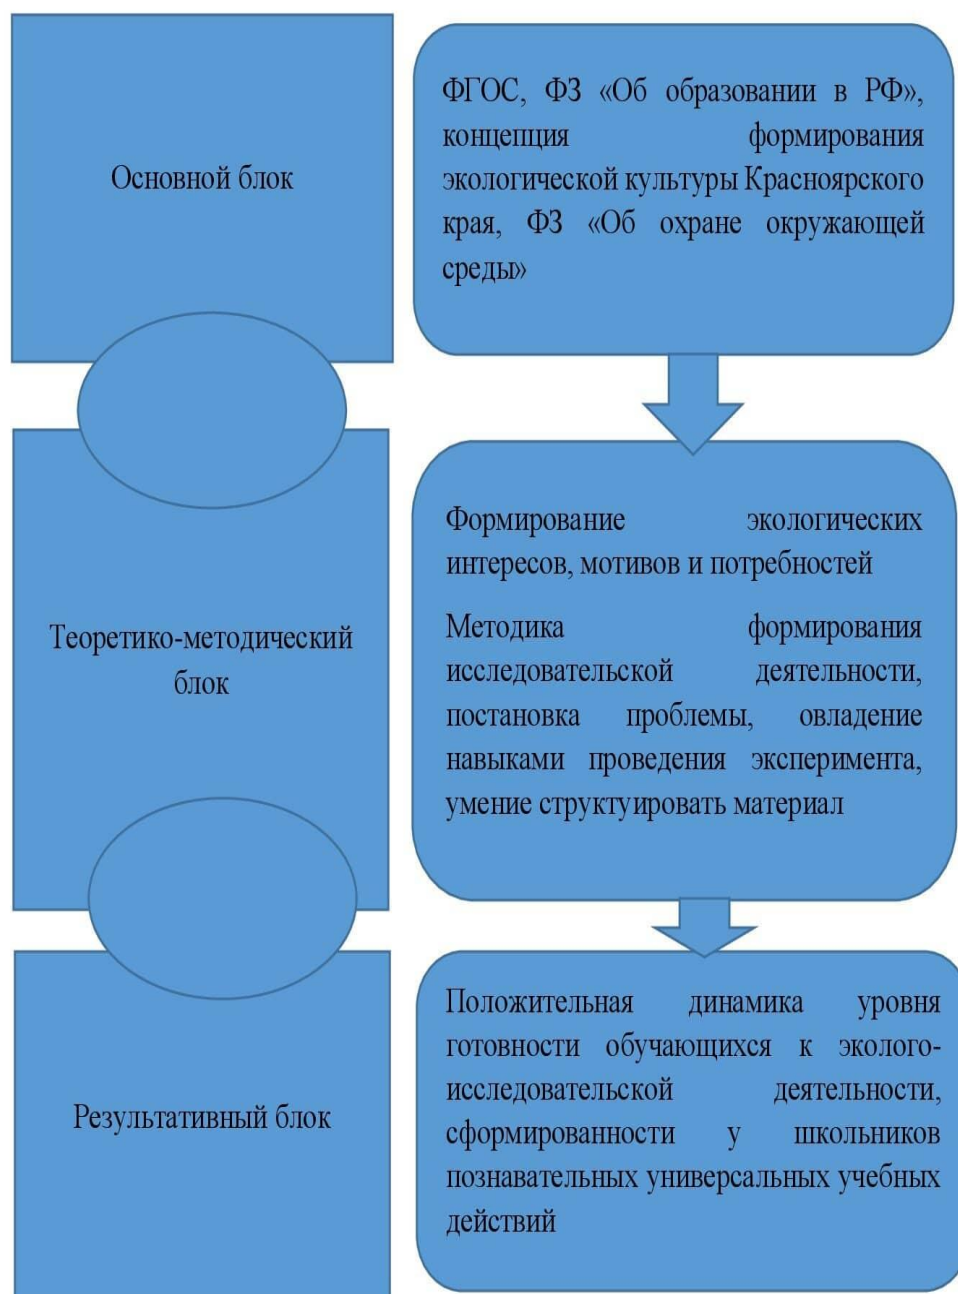 Основной блок
ФГОС, ФЗ «Об образовании в РФ»,
концепция формирования
экологической культуры Красноярского
края, ФЗ «Об охране окружающей
среды»
Теоретико-методический
блок
Формирование экологических
интересов, мотивов и потребностей
Методика формирования
исследовательской деятельности,
постановка проблемы, овладение
навыками проведения эксперимента,
умение структуировать материал
Результативный блок
Положительная динамика уровня
готовности обучающихся к эколого-
исследовательской деятельности,
сформированности у школьников
познавательных универсальных учебных
действий